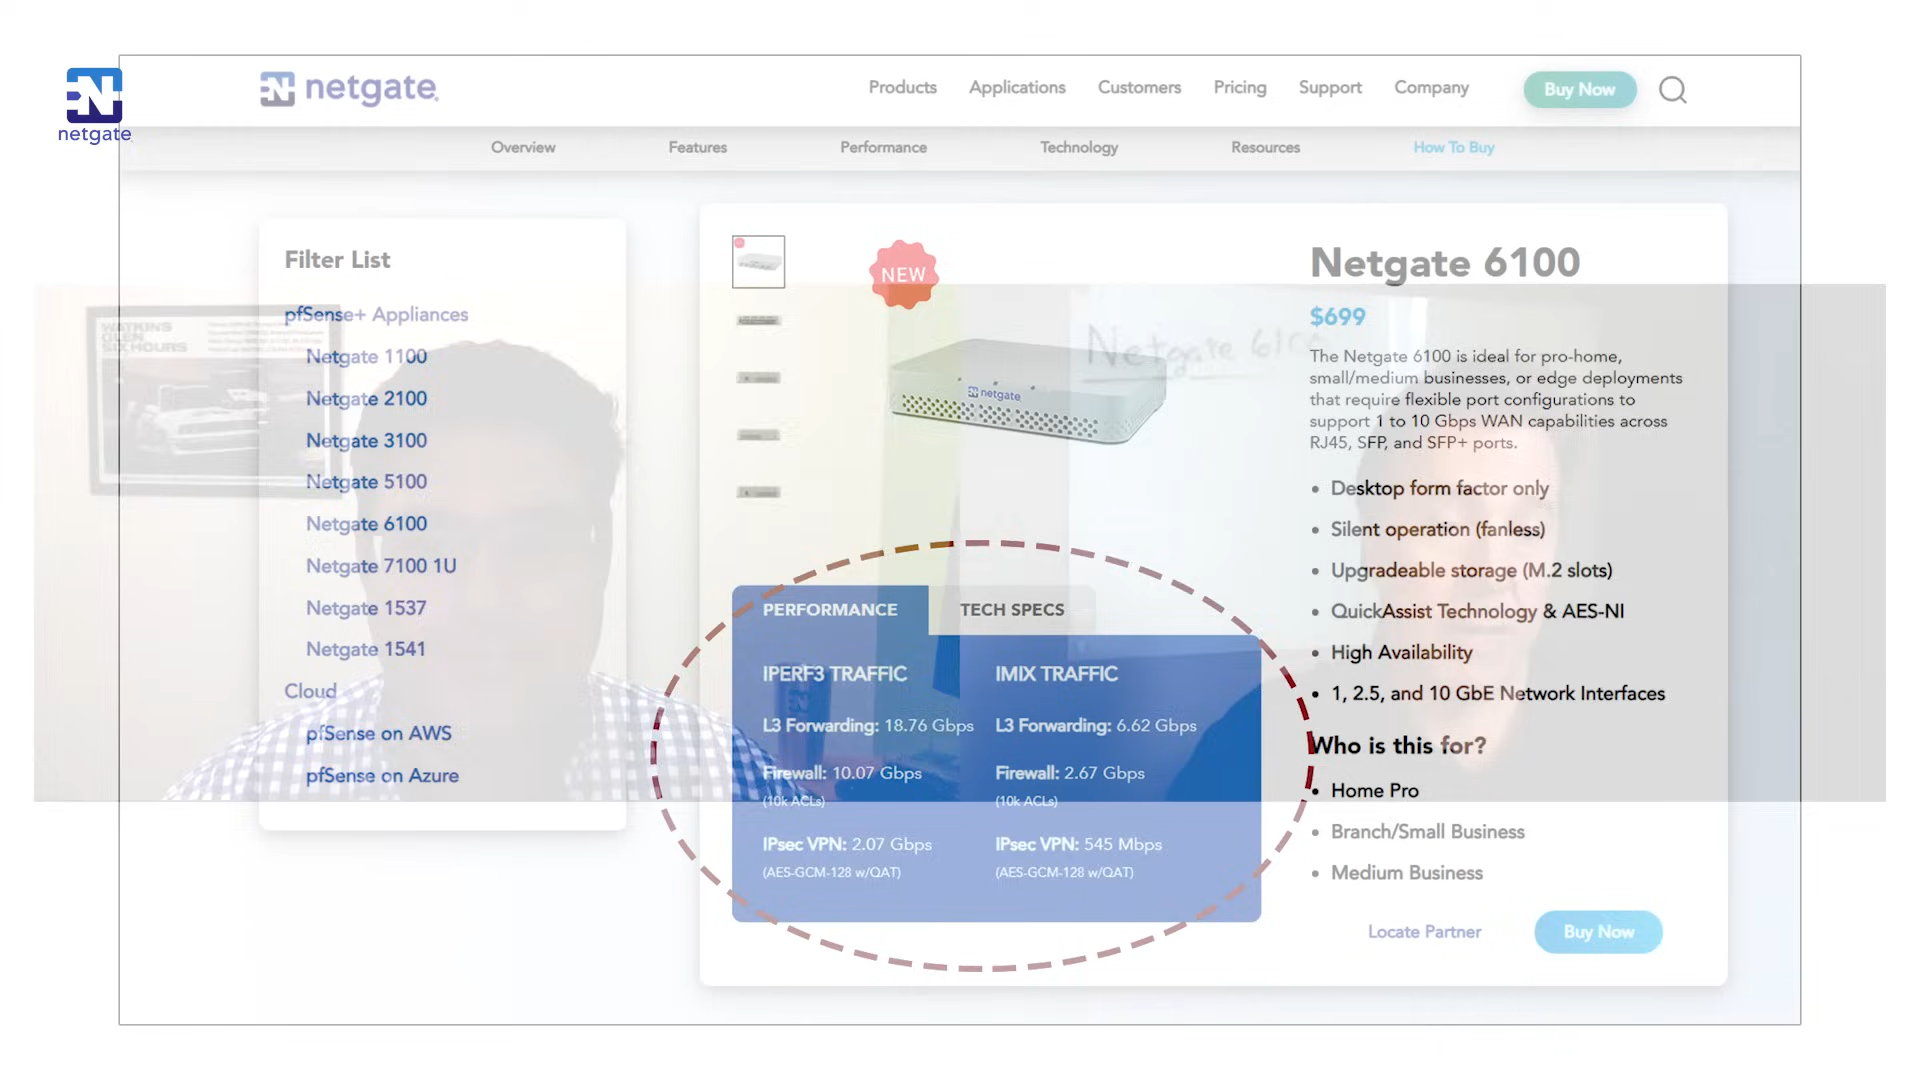 netgate
netgate
Products
Applications
Customers
Pricing
Support
Company
Buy Now
Overview
Features
Performance
Technology
Resources
How To Buy
Filter List
pfSense+ Appliances
Netgate 1100
Netgate 2100
Netgate 3100
Netgate 5100
Netgate 6100
Netgate 7100 1U
Netgate 1537
Netgate 1541
Cloud
pfSense on AWS
pfSense on Azure
WATKINS
GLEN
SIX HOURS
NEW
netgate
Netgate 6100
PERFORMANCE
TECH SPECS
IPERF3 TRAFFIC
L3 Forwarding: 18.76 Gbps
Firewall: 10.07 Gbps
(10k ACLs)
IPsec VPN: 2.07 Gbps
(AES-GCM-128 w/QAT)
IMIX TRAFFIC
L3 Forwarding: 6.62 Gbps
Firewall: 2.67 Gbps
(10k ACLs)
IPsec VPN: 545 Mbps
(AES-GCM-128 w/QAT)
Netgate 6100
$699
The Netgate 6100 is ideal for pro-home,
small/medium businesses, or edge deployments
that require flexible port configurations to
support 1 to 10 Gbps WAN capabilities across
RJ45, SFP, and SFP+ ports.
• Desktop form factor only
• Silent operation (fanless)
• Upgradeable storage (M.2 slots)
• QuickAssist Technology & AES-NI
• High Availability
• 1, 2.5, and 10 GbE Network Interfaces
Who is this for?
• Home Pro
• Branch/Small Business
• Medium Business
Locate Partner
Buy Now